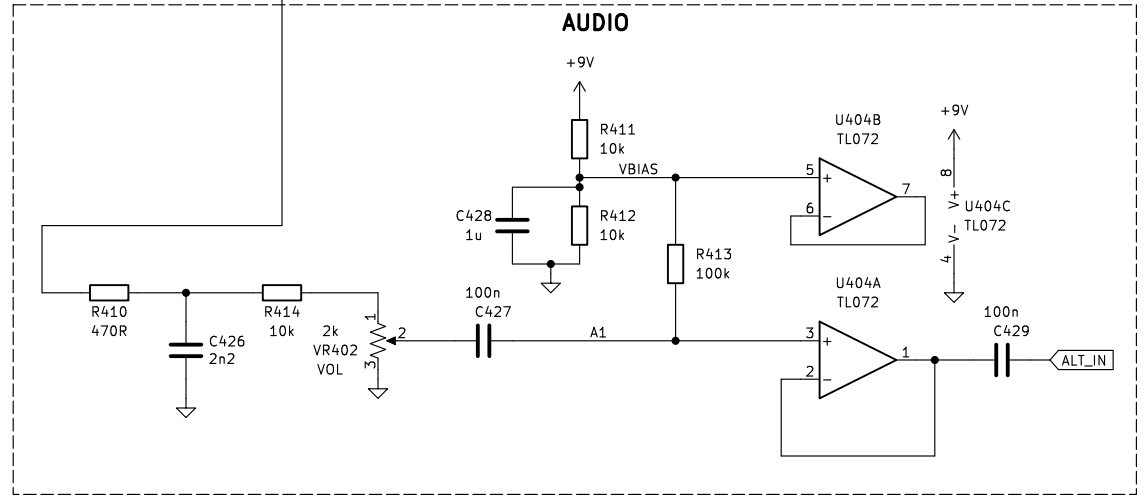 AUDIO
+9V
R411
10k
VBIAS
U404B
TL072
5
+
6
-
7
+9V
8
V+
U404C
TL072
V-
4
C428
1u
R412
10k
R413
100k
R410
470R
C426
2n2
R414
10k
1
2k
VR402
VOL
2
3
100n
C427
A1
U404A
TL072
3
+
2
-
1
100n
C429
ALT_IN